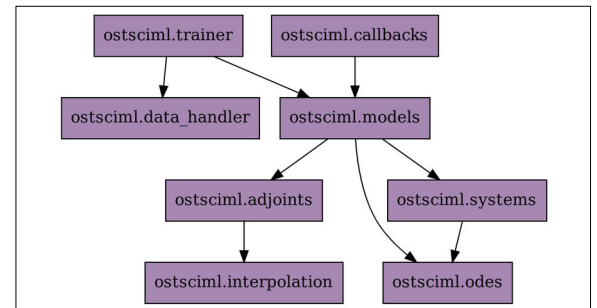 ostsciml.trainer
ostsciml.callbacks
ostsciml.data_handler
ostsciml.models
ostsciml.adjoints
ostsciml.systems
ostsciml.interpolation
ostsciml.odes